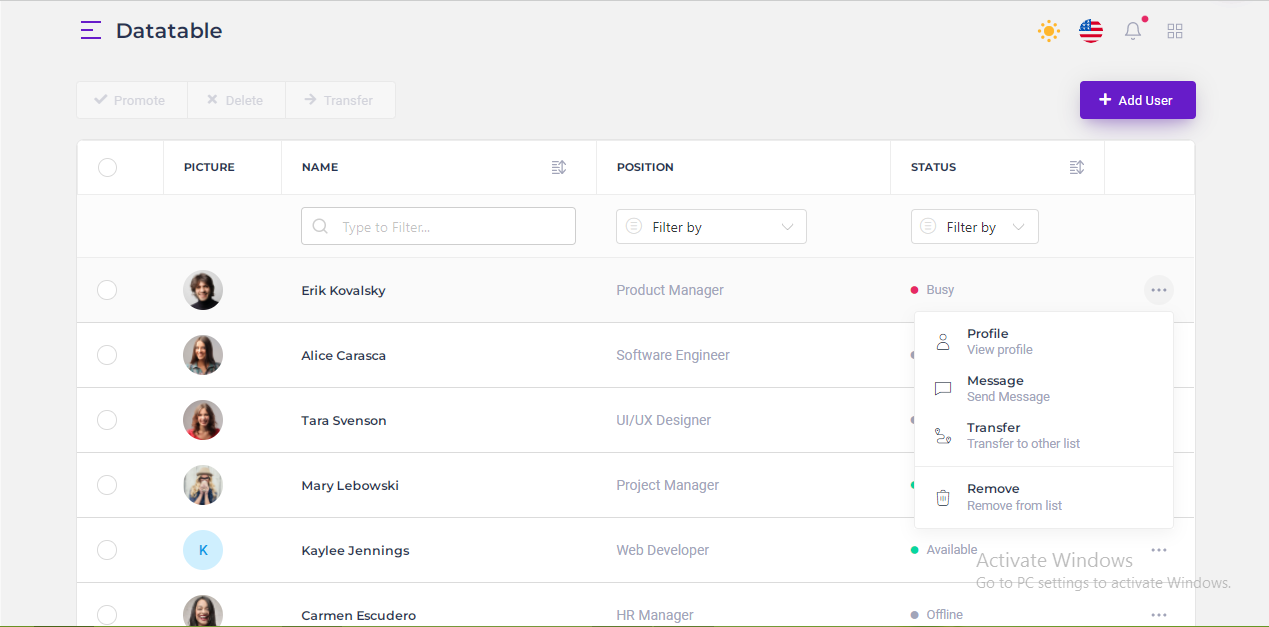 Datatable
Promote Delete Transfer
Add User
PICTURE NAME POSITION STATUS
Type to Filter... Filter by Filter by
Erik Kovalsky Product Manager Busy
Profile
View profile
Alice Carasca Software Engineer
Message
Send Message
Tara Svenson UI/UX Designer
Transfer
Transfer to other list
Mary Lebowski Project Manager
Remove
Remove from list
K Kaylee Jennings Web Developer Available
Activate Windows
Go to PC settings to activate Windows.
Carmen Escudero HR Manager Offline